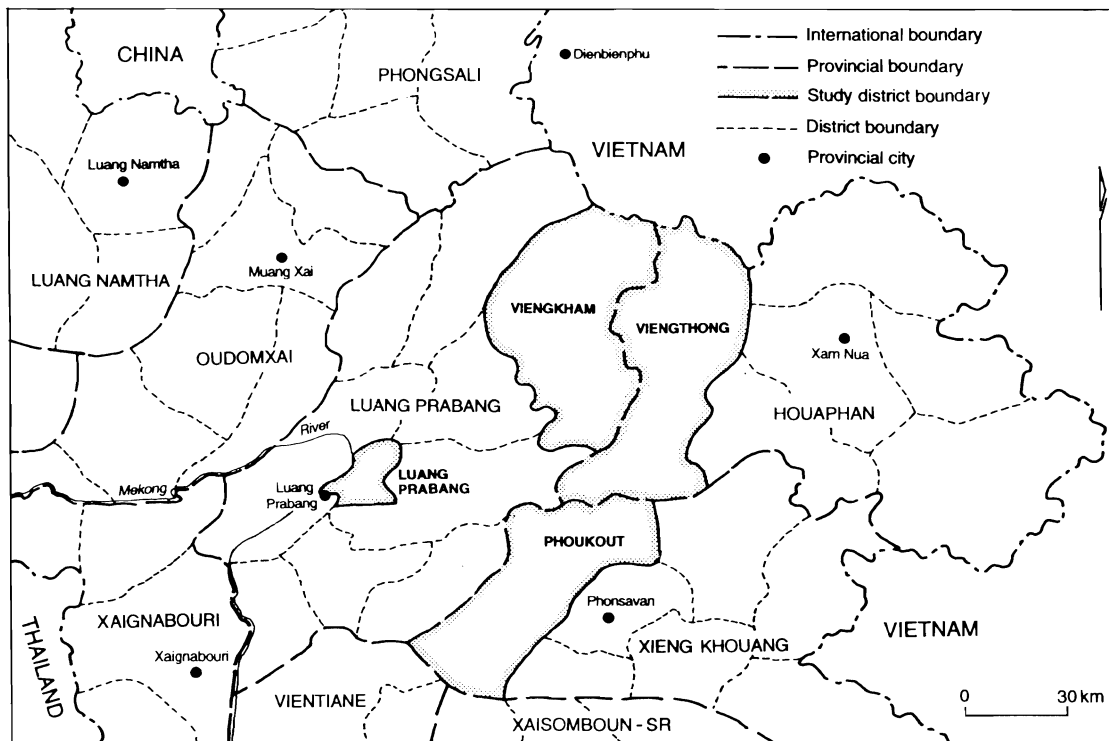 CHINA
PHONGSALI
Dienbienphu
International boundary
Provincial boundary
Study district boundary
District boundary
Provincial city
VIETNAM
Luang Namtha
LUANG NAMTHA
Muang Xai
VIENGKHAM
VIENGTHONG
OUDOMXAI
Xam Nua
LUANG PRABANG
HOUAPHAN
River
Mekong
Luang
Prabang
LUANG
PRABANG
PHOUKOUT
THAILAND
XAIGNABOURI
Xaignabouri
Phonsavan
XIENG KHOUANG
VIETNAM
VIENTIANE
XAISOMBOUN-SR
0 30 km